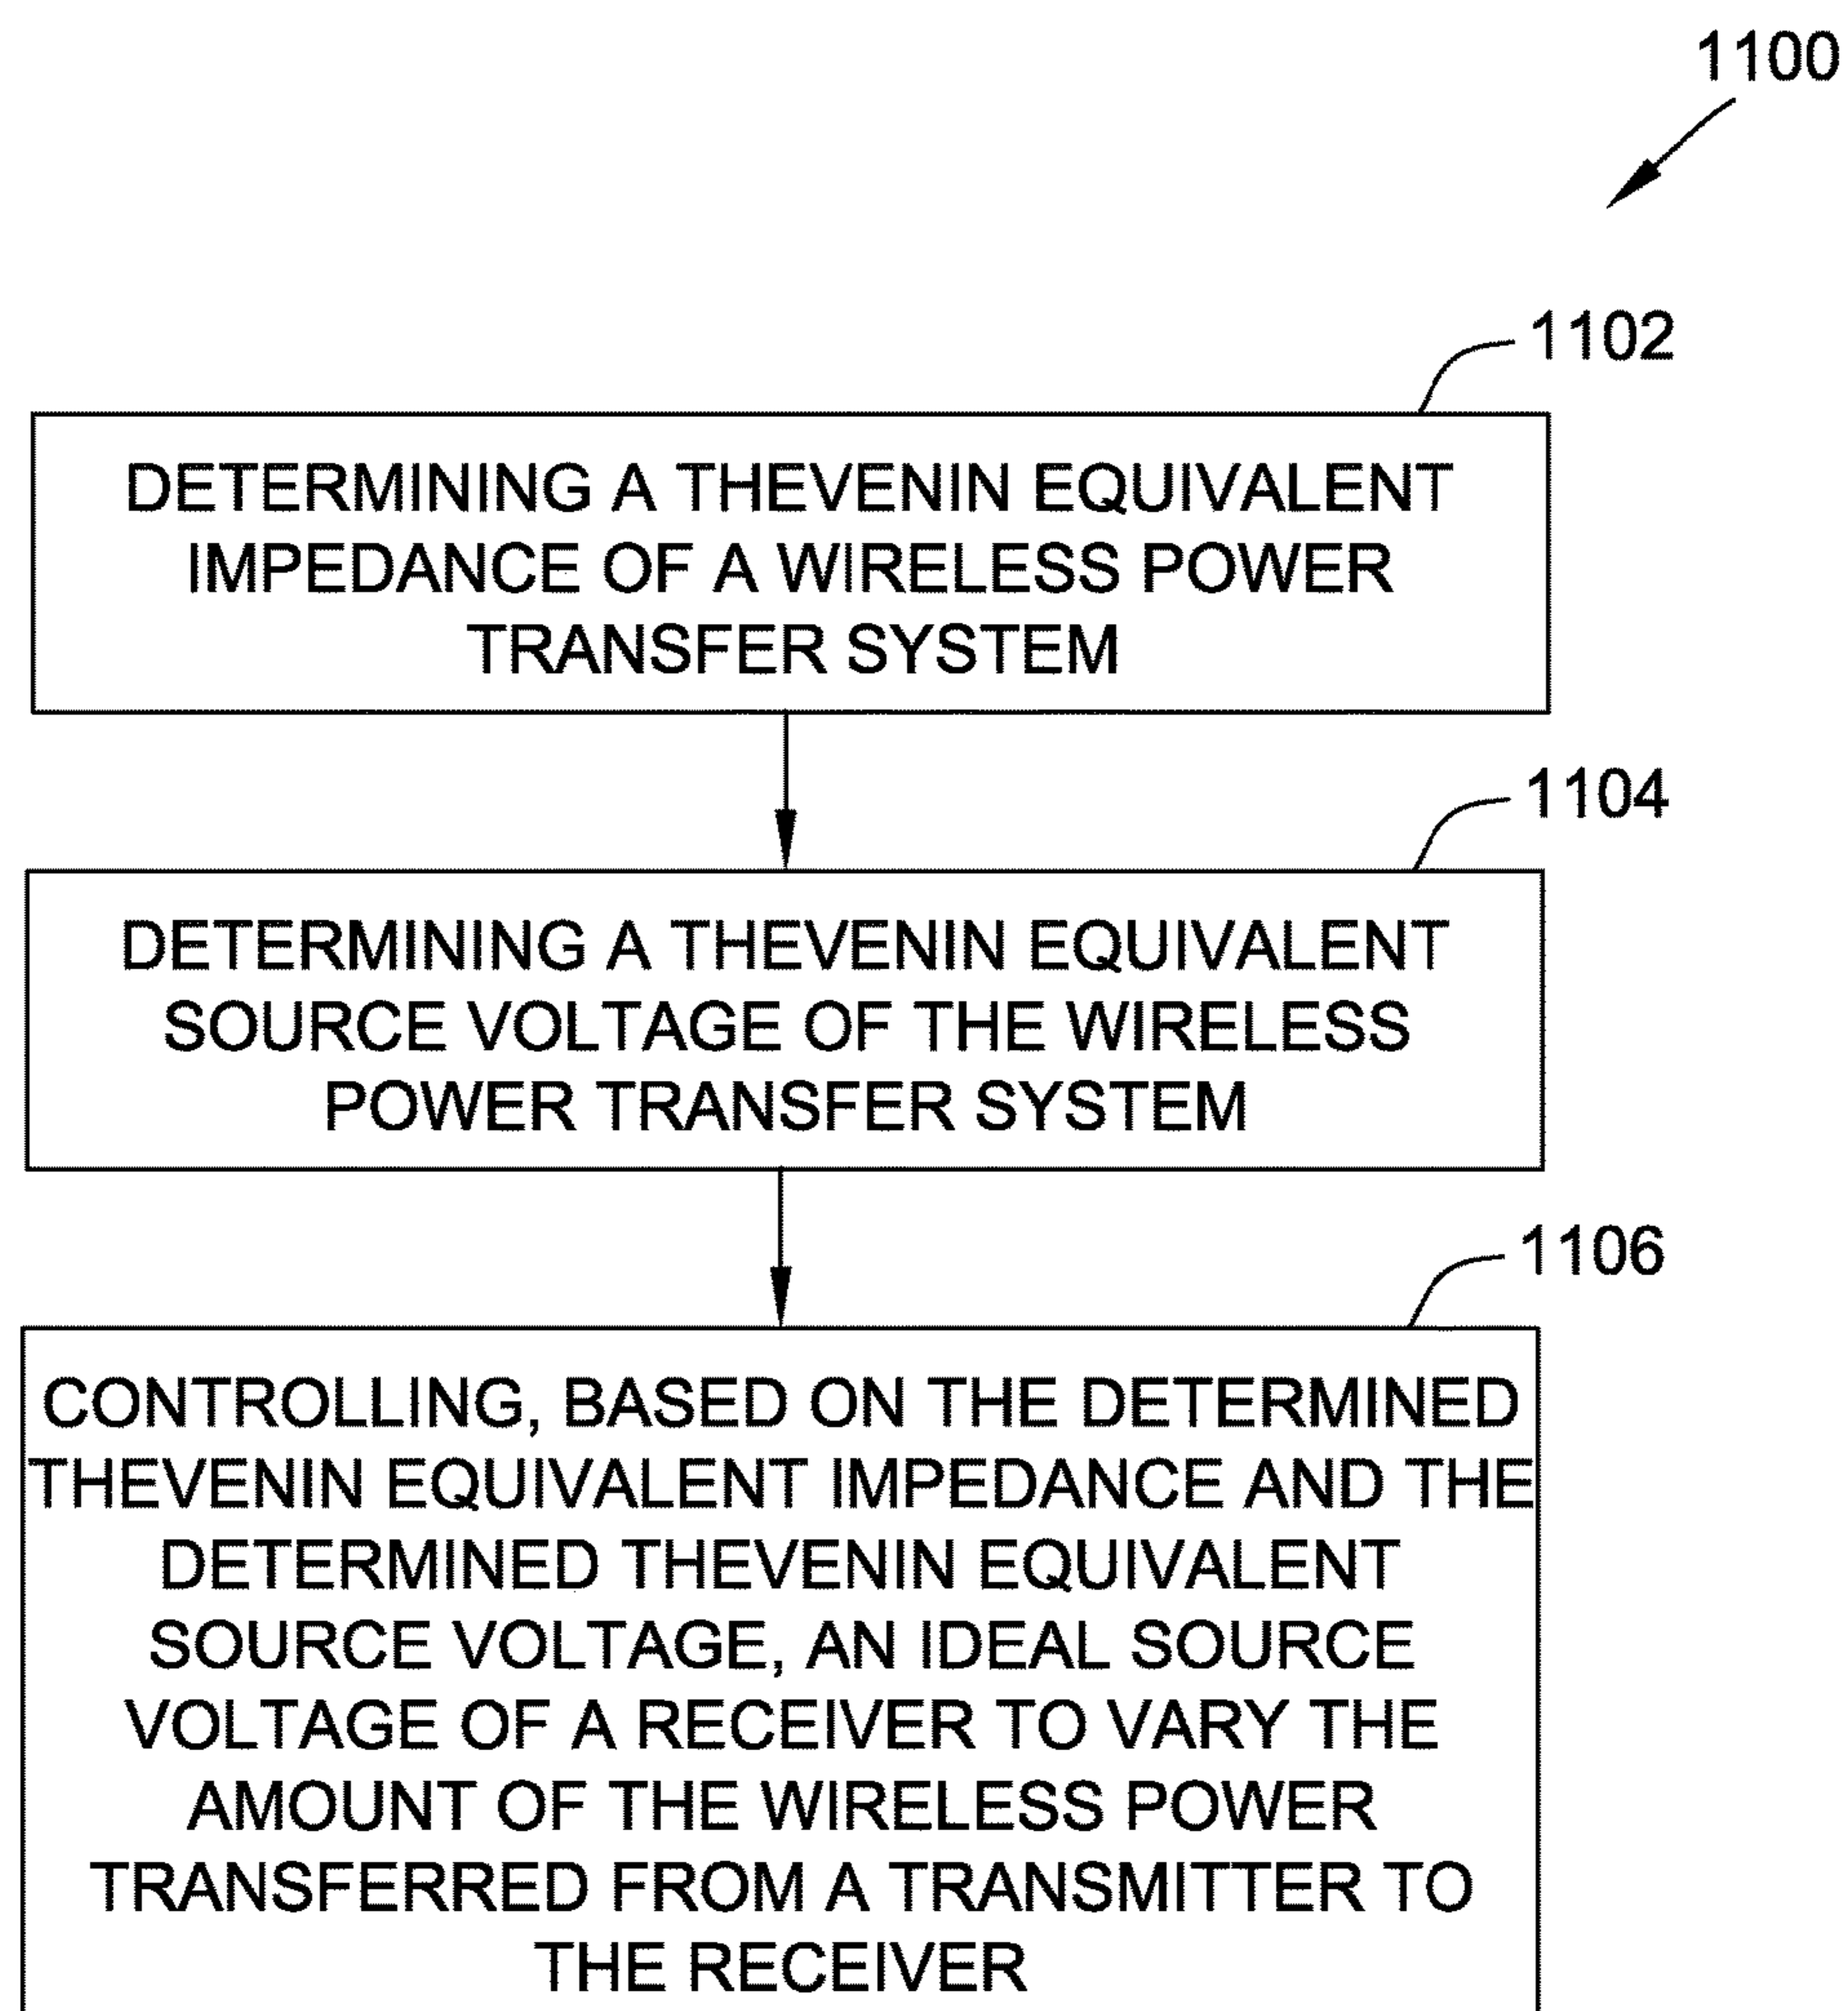 1100
1102
DETERMINING A THEVENIN EQUIVALENT
IMPEDANCE OF A WIRELESS POWER
TRANSFER SYSTEM
1104
DETERMINING A THEVENIN EQUIVALENT
SOURCE VOLTAGE OF THE WIRELESS
POWER TRANSFER SYSTEM
1106
CONTROLLING, BASED ON THE DETERMINED
THEVENIN EQUIVALENT IMPEDANCE AND THE
DETERMINED THEVENIN EQUIVALENT
SOURCE VOLTAGE, AN IDEAL SOURCE
VOLTAGE OF A RECEIVER TO VARY THE
AMOUNT OF THE WIRELESS POWER
TRANSFERRED FROM A TRANSMITTER TO
THE RECEIVER